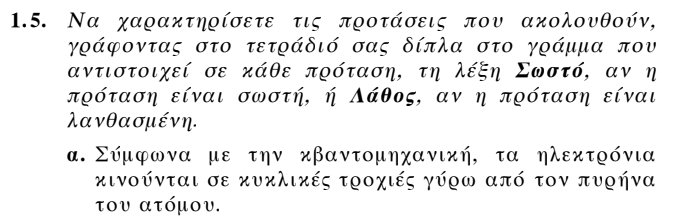 1.5. Να χαρακτηρίσετε τις προτάσεις που ακολουθούν,
γράφοντας στο τετράδιό σας δίπλα στο γράμμα που
αντιστοιχεί σε κάθε πρόταση, τη λέξη Σωστό, αν η
πρόταση είναι σωστή, ή Λάθος, αν η πρόταση είναι
λανθασμένη.
α. Σύμφωνα με την κβαντομηχανική, τα ηλεκτρόνια
κινούνται σε κυκλικές τροχιές γύρω από τον πυρήνα
του ατόμου.